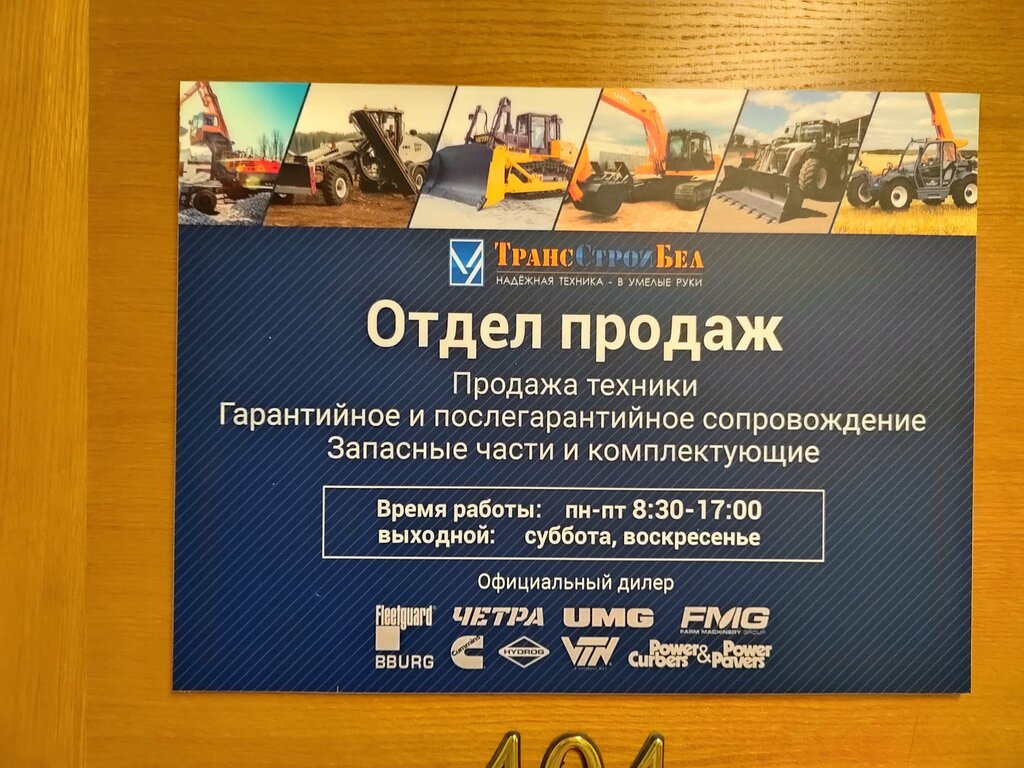 ТрансСтройБел
НАДЁЖНАЯ ТЕХНИКА - В УМЕЛЫЕ РУКИ
Отдел продаж
Продажа техники
Гарантийное и послегарантийное сопровождение
Запасные части и комплектующие
Время работы: пн-пт 8:30-17:00
выходной: суббота, воскресенье
Официальный дилер
Fleetguard ЧЕТРА UMG FMG
FARM MACHINERY GROUP
BBURG Cummins HYDROG VTN Power Curbers & Power Pavers